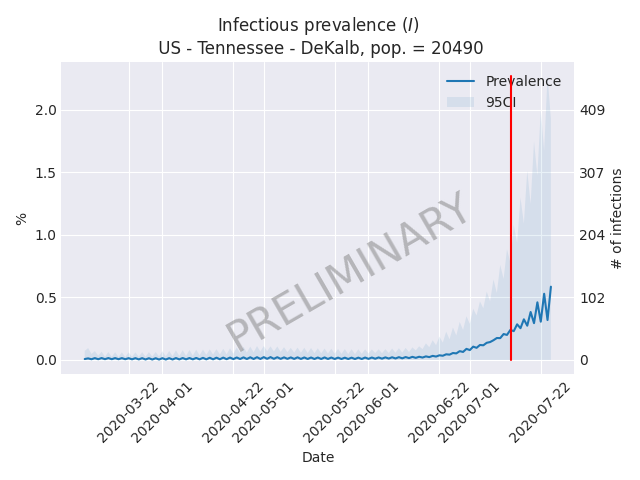 Infectious prevalence (I)
US - Tennessee - DeKalb, pop. = 20490
Prevalence
95CI
2.0
1.5
1.0
0.5
0.0
%
409
307
204
102
0
# of infections
PRELIMINARY
2020-03-22
2020-04-01
2020-04-22
2020-05-01
2020-05-22
2020-06-01
2020-06-22
2020-07-01
2020-07-22
Date